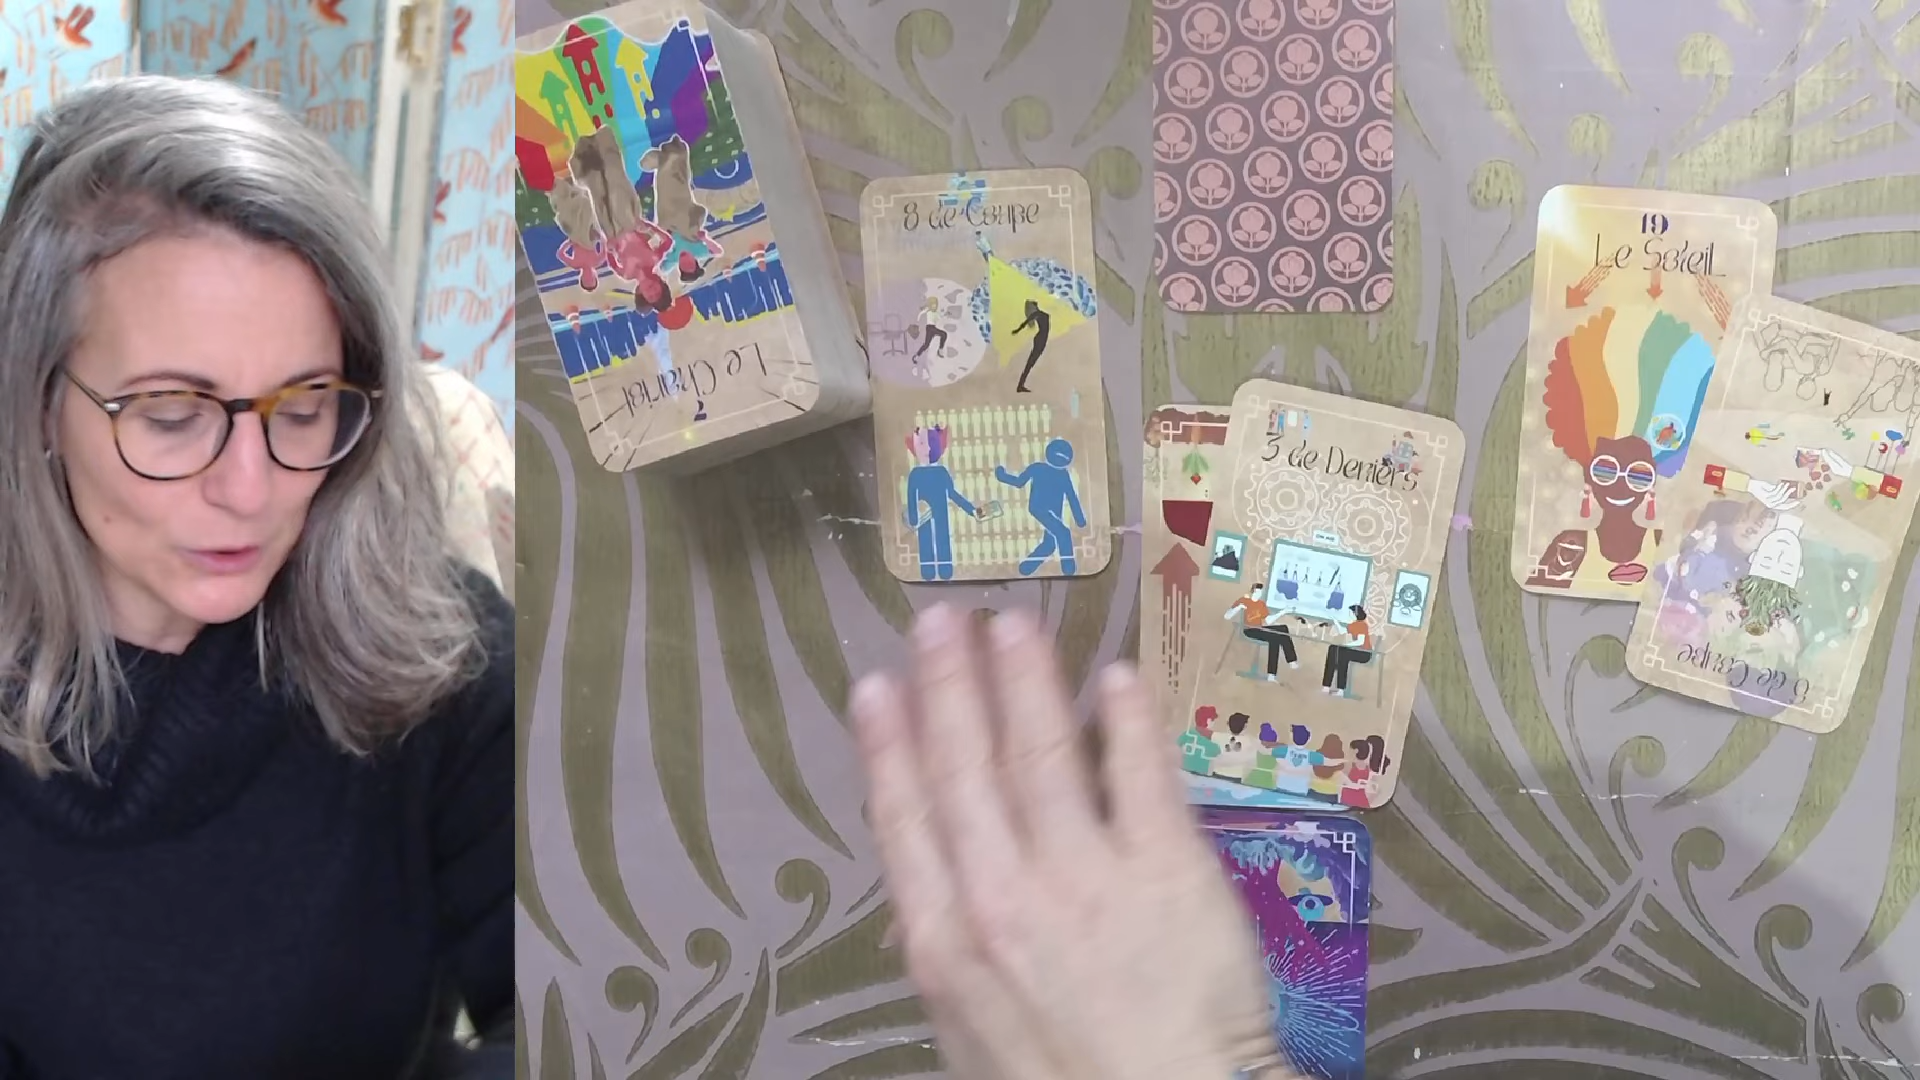 7
Le Chariot
8 de Coupe
3 de Deniers
19
Le Soleil
6 de Coupe